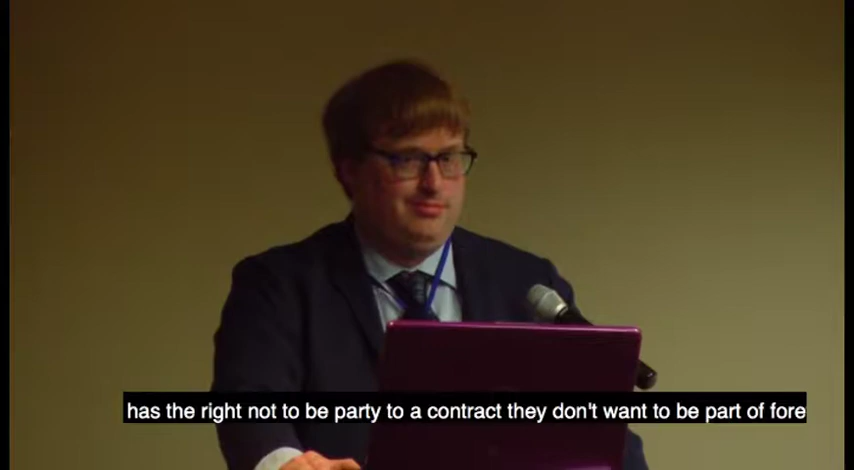 has the right not to be party to a contract they don't want to be part of fore